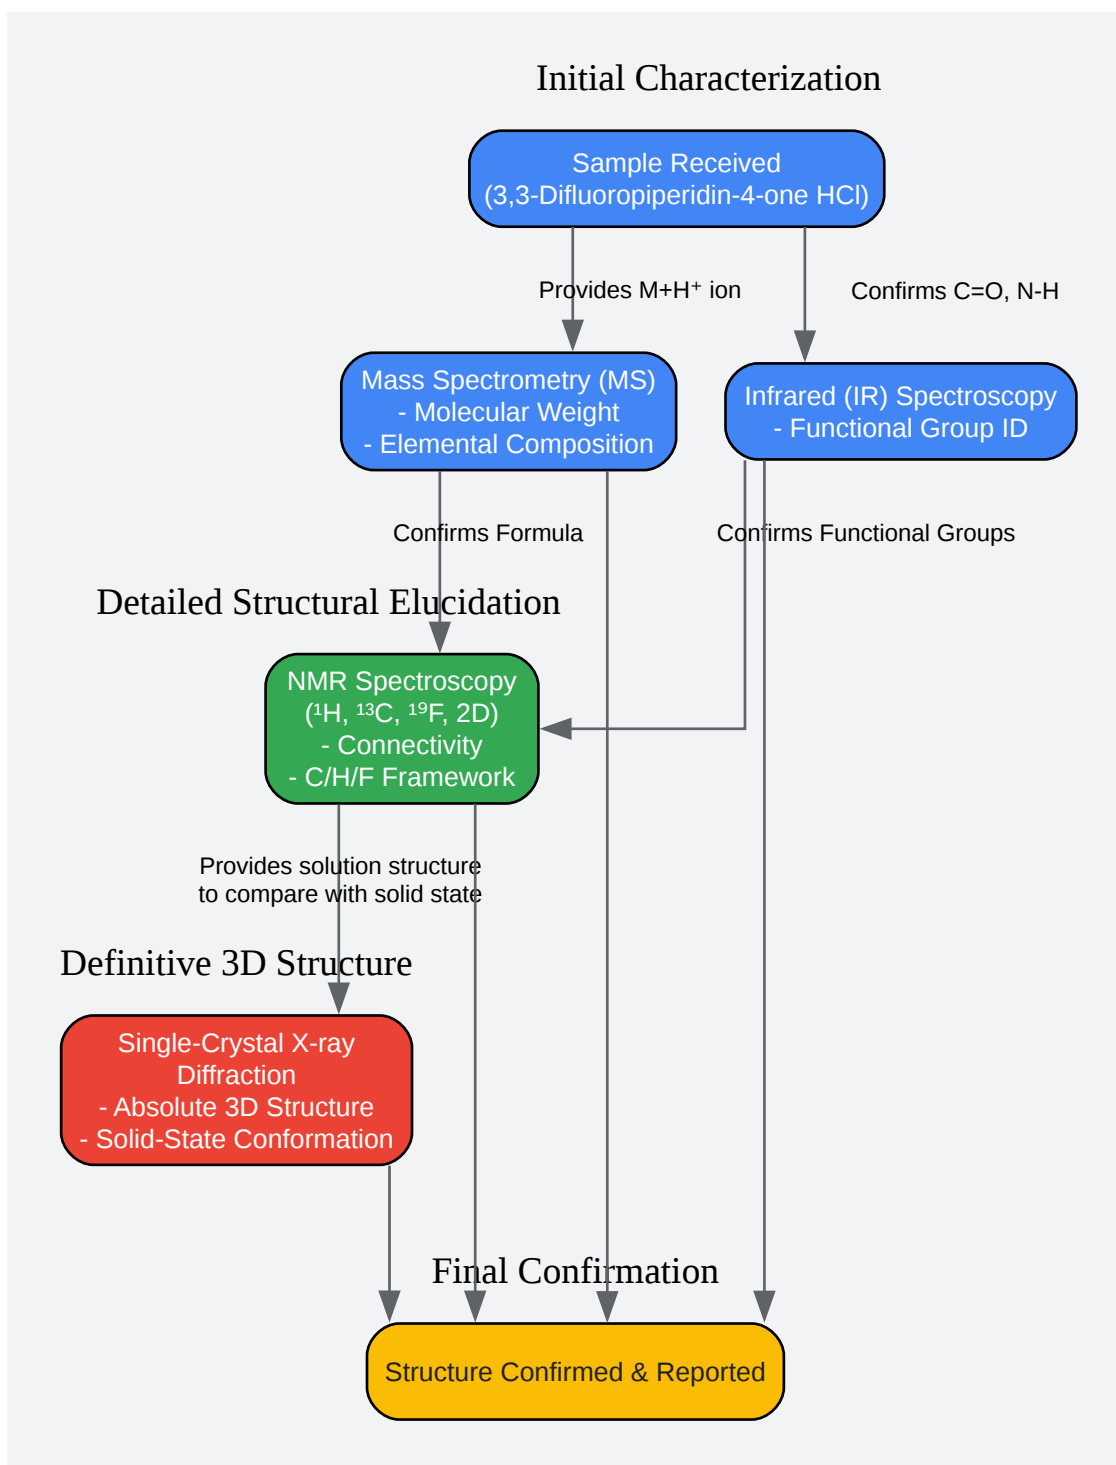 Initial Characterization
Sample Received
(3,3-Difluoropiperidin-4-one HCl)
Provides M+H⁺ ion
Confirms C=O, N-H
Mass Spectrometry (MS)
- Molecular Weight
- Elemental Composition
Infrared (IR) Spectroscopy
- Functional Group ID
Confirms Formula
Confirms Functional Groups
Detailed Structural Elucidation
NMR Spectroscopy
(¹H, ¹³C, ¹⁹F, 2D)
- Connectivity
- C/H/F Framework
Provides solution structure
to compare with solid state
Definitive 3D Structure
Single-Crystal X-ray
Diffraction
- Absolute 3D Structure
- Solid-State Conformation
Final Confirmation
Structure Confirmed & Reported